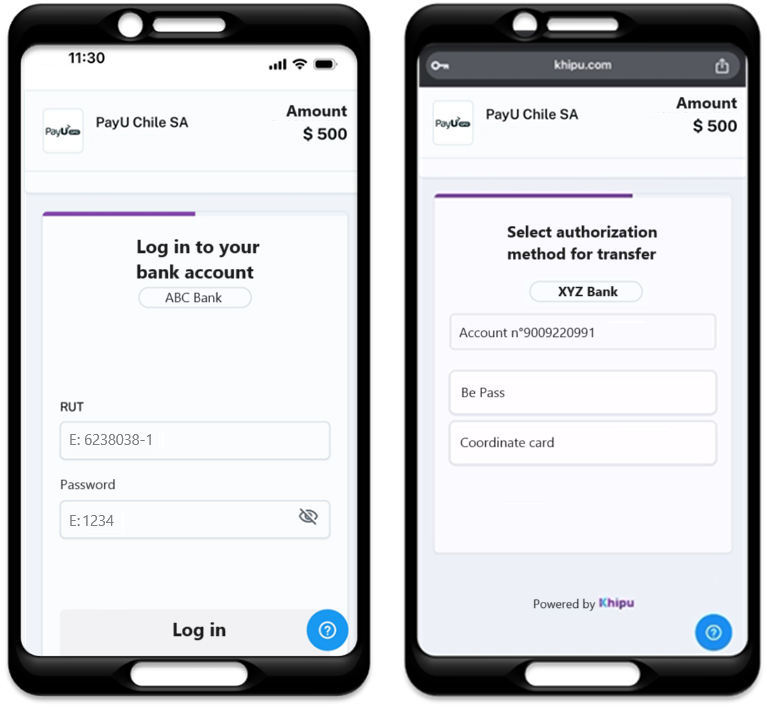 11:30
PayU GPO
PayU Chile SA
Amount
$ 500
Log in to your
bank account
ABC Bank
RUT
E: 6238038-1
Password
E: 1234
Log in
khipu.com
PayU GPO
PayU Chile SA
Amount
$ 500
Select authorization
method for transfer
XYZ Bank
Account n°9009220991
Be Pass
Coordinate card
Powered by Khipu